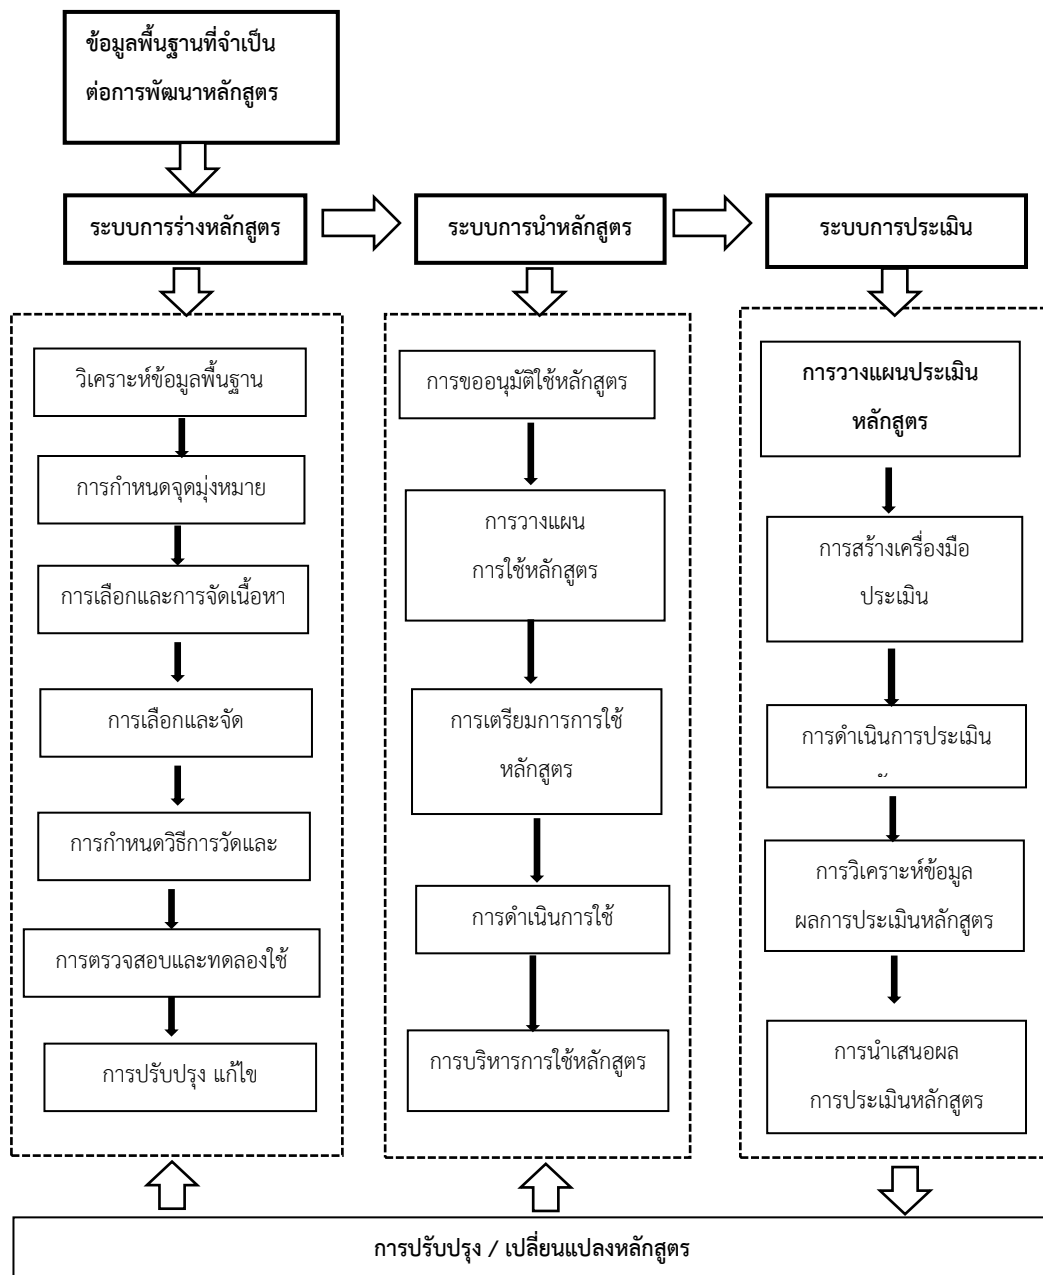 ข้อมูลพื้นฐานที่จำเป็น
ต่อการพัฒนาหลักสูตร
ระบบการร่างหลักสูตร
ระบบการนำหลักสูตร
ระบบการประเมิน
วิเคราะห์ข้อมูลพื้นฐาน
การกำหนดจุดมุ่งหมาย
การเลือกและการจัดเนื้อหา
การเลือกและจัด
การกำหนดวิธีการวัดและ
การตรวจสอบและทดลองใช้
การปรับปรุง แก้ไข
การขออนุมัติใช้หลักสูตร
การวางแผน
การใช้หลักสูตร
การเตรียมการการใช้
หลักสูตร
การดำเนินการใช้
การบริหารการใช้หลักสูตร
การวางแผนประเมิน
หลักสูตร
การสร้างเครื่องมือ
ประเมิน
การดำเนินการประเมิน
การวิเคราะห์ข้อมูล
ผลการประเมินหลักสูตร
การนำเสนอผล
การประเมินหลักสูตร
การปรับปรุง / เปลี่ยนแปลงหลักสูตร